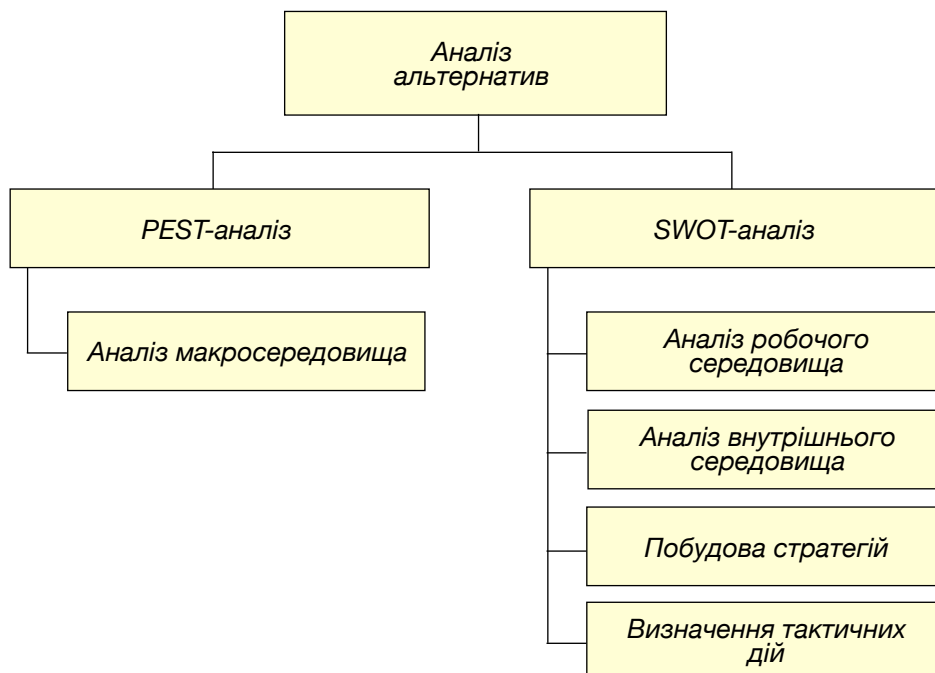 Аналіз
альтернатив
PEST-аналіз
SWOT-аналіз
Аналіз макросередовища
Аналіз робочого
середовища
Аналіз внутрішнього
середовища
Побудова стратегій
Визначення тактичних
дій